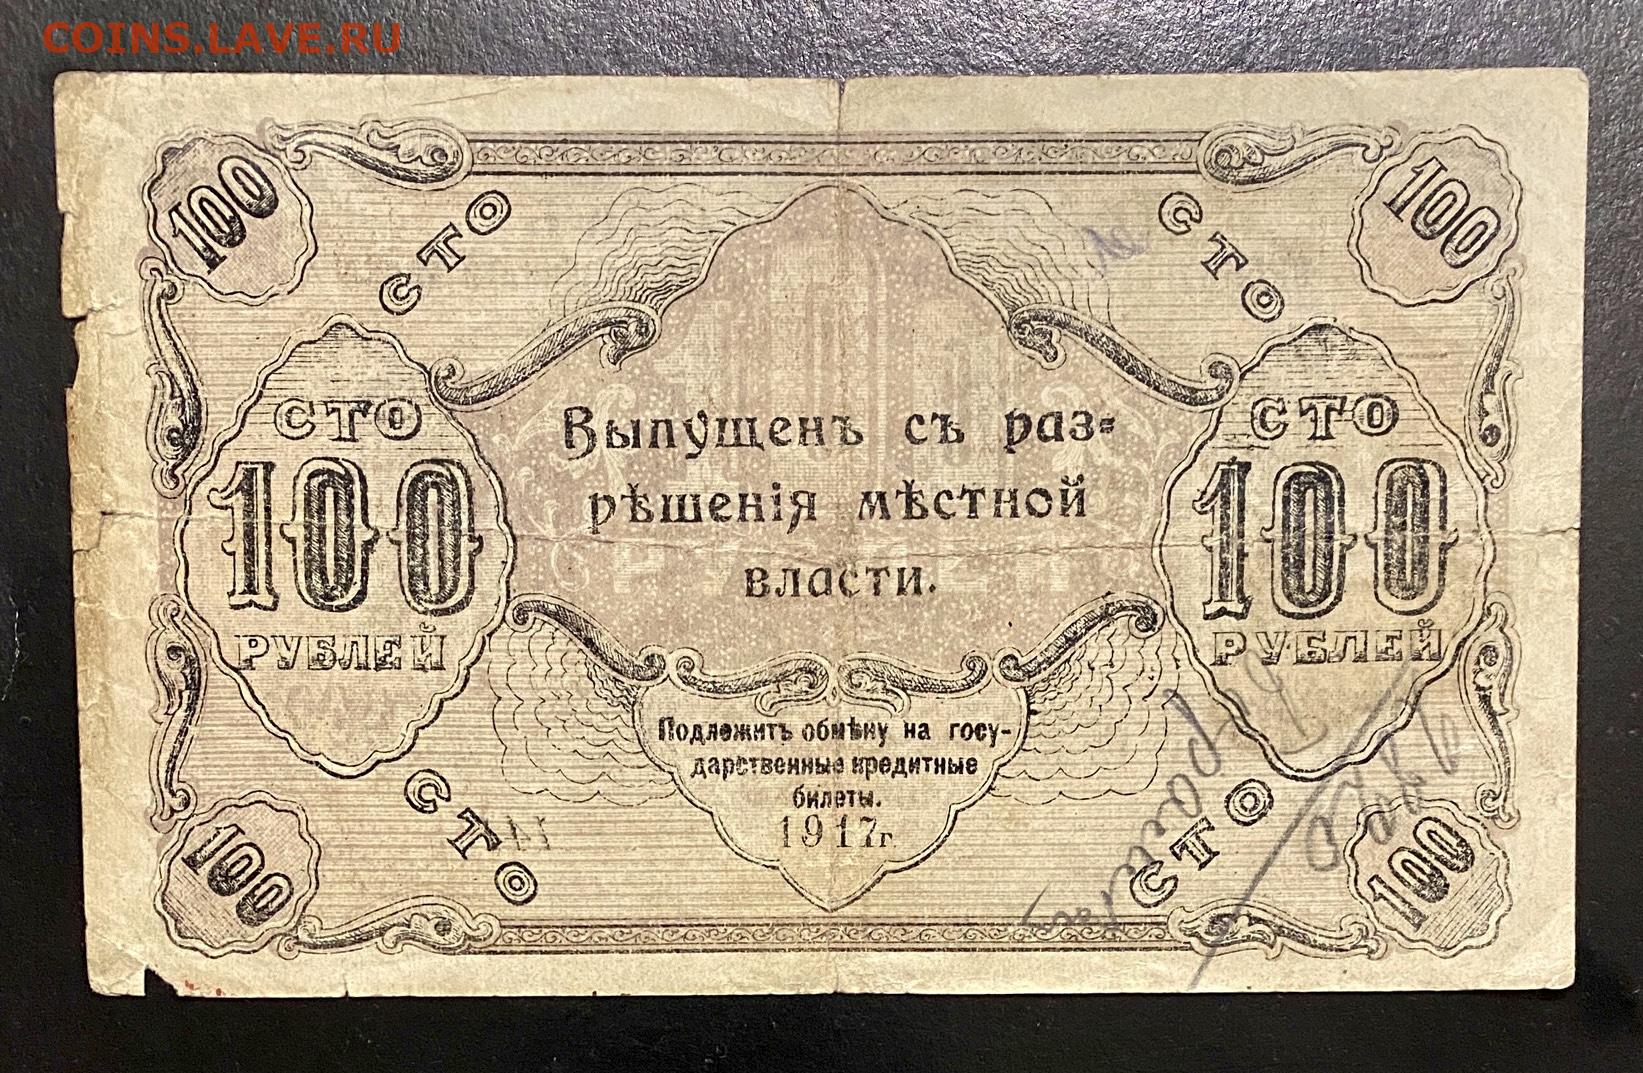 COINS.LAVE.RU
100 СТО СТО 100
СТО СТО
100 100
РУБЛЕЙ РУБЛЕЙ
Выпущенъ съ раз=
рѣшенія мѣстной
власти.
Подлежитъ обмѣну на госу-
дарственные кредитные
билеты.
1917г
100 СТО СТО 100